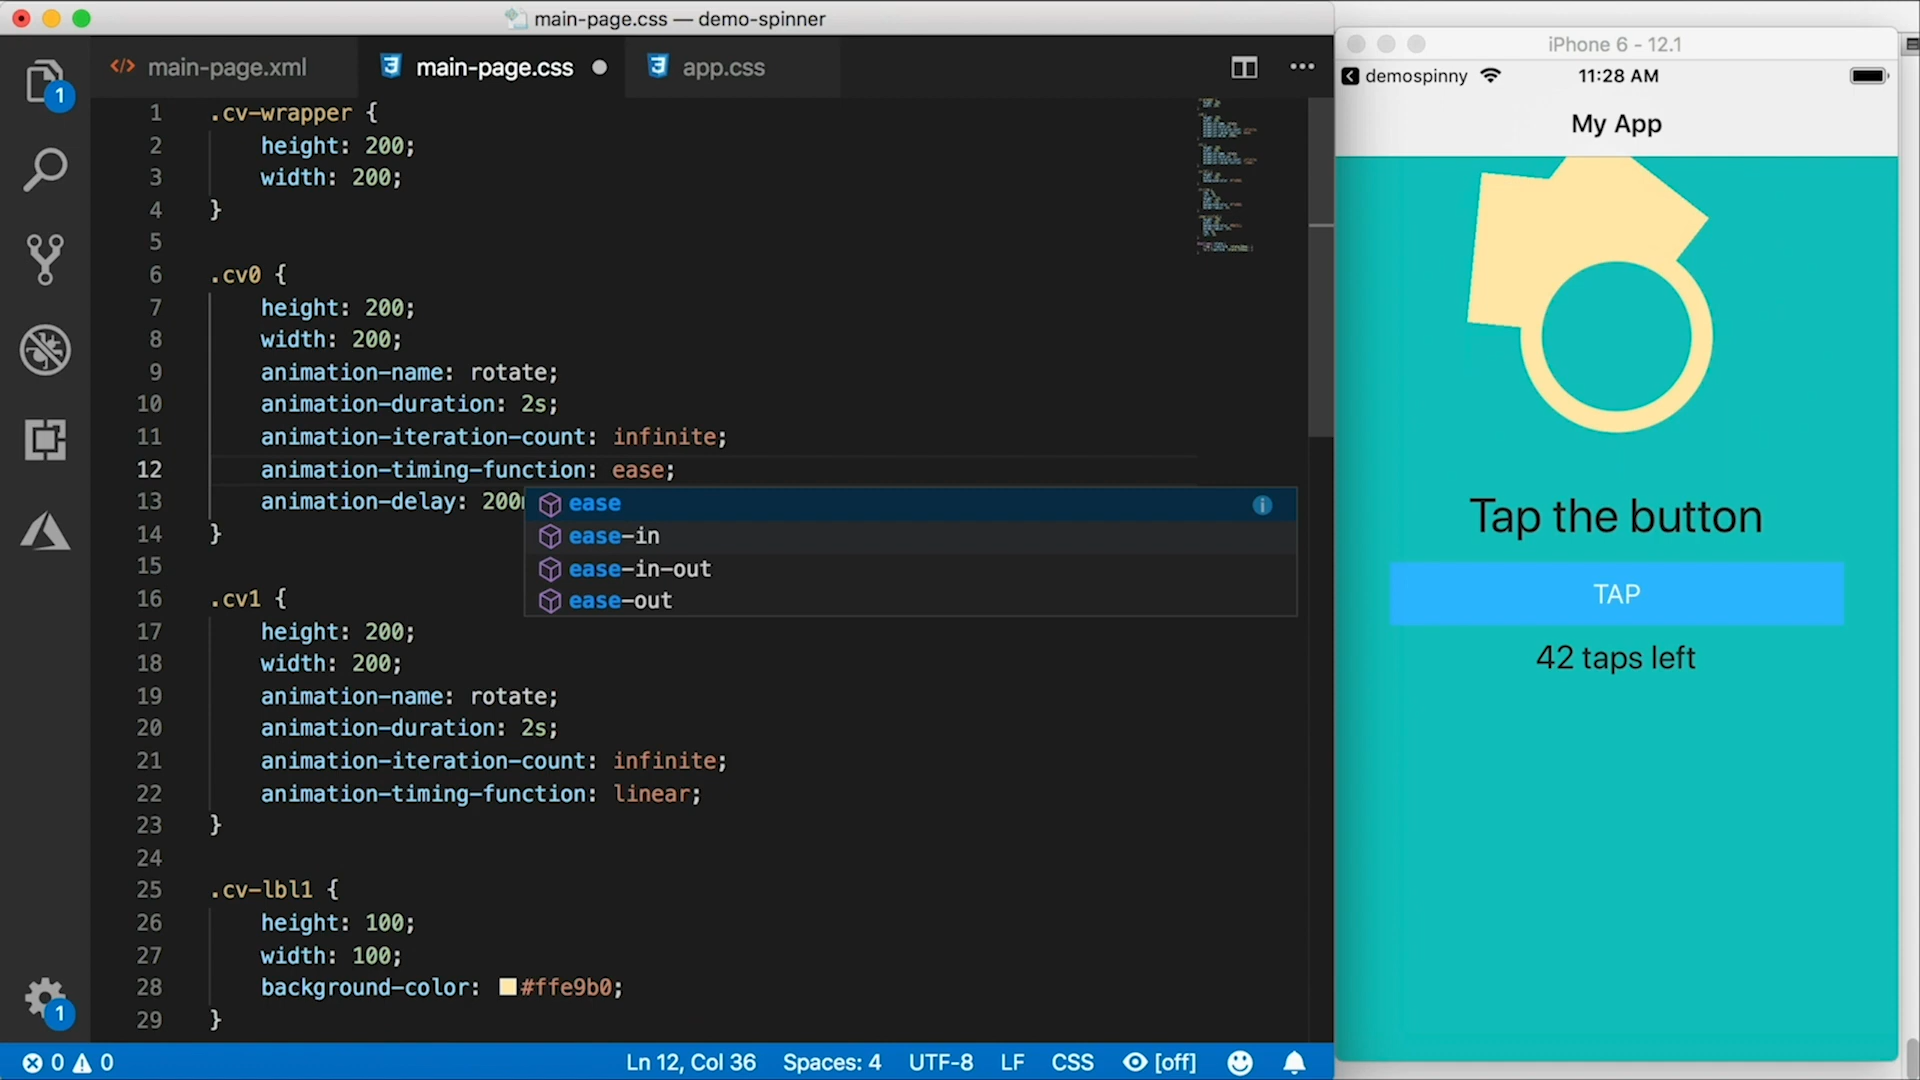 main-page.css — demo-spinner
main-page.xml
main-page.css
app.css
1 .cv-wrapper {
2 height: 200;
3 width: 200;
4 }
5
6 .cv0 {
7 height: 200;
8 width: 200;
9 animation-name: rotate;
10 animation-duration: 2s;
11 animation-iteration-count: infinite;
12 animation-timing-function: ease;
13 animation-delay: 200
14 }
15
16 .cv1 {
17 height: 200;
18 width: 200;
19 animation-name: rotate;
20 animation-duration: 2s;
21 animation-iteration-count: infinite;
22 animation-timing-function: linear;
23 }
24
25 .cv-lbl1 {
26 height: 100;
27 width: 100;
28 background-color: #ffe9b0;
29 }
ease
ease-in
ease-in-out
ease-out
1
1
0 0
Ln 12, Col 36
Spaces: 4
UTF-8
LF
CSS
[off]
iPhone 6 - 12.1
demospinny
11:28 AM
My App
Tap the button
TAP
42 taps left